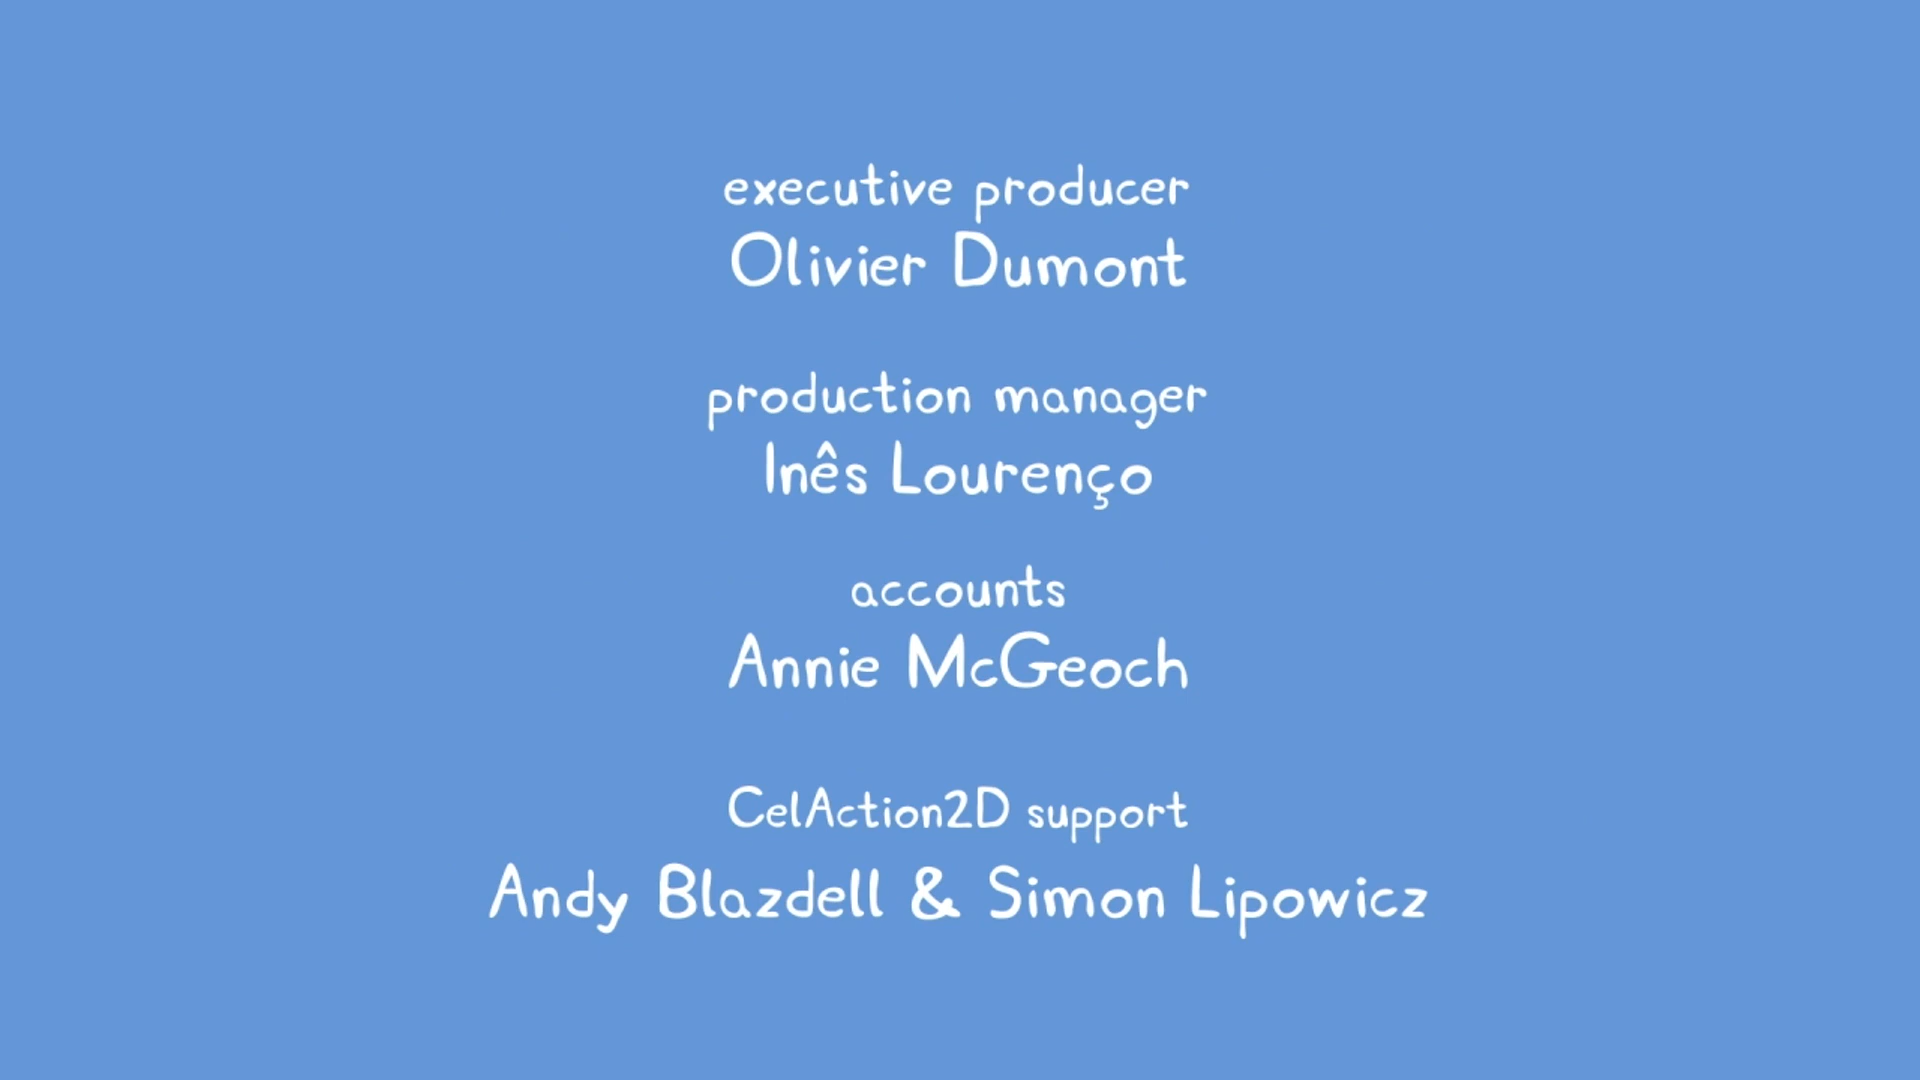 executive producer
Olivier Dumont
production manager
Inês Lourenço
accounts
Annie McGeoch
CelAction2D support
Andy Blazdell & Simon Lipowicz